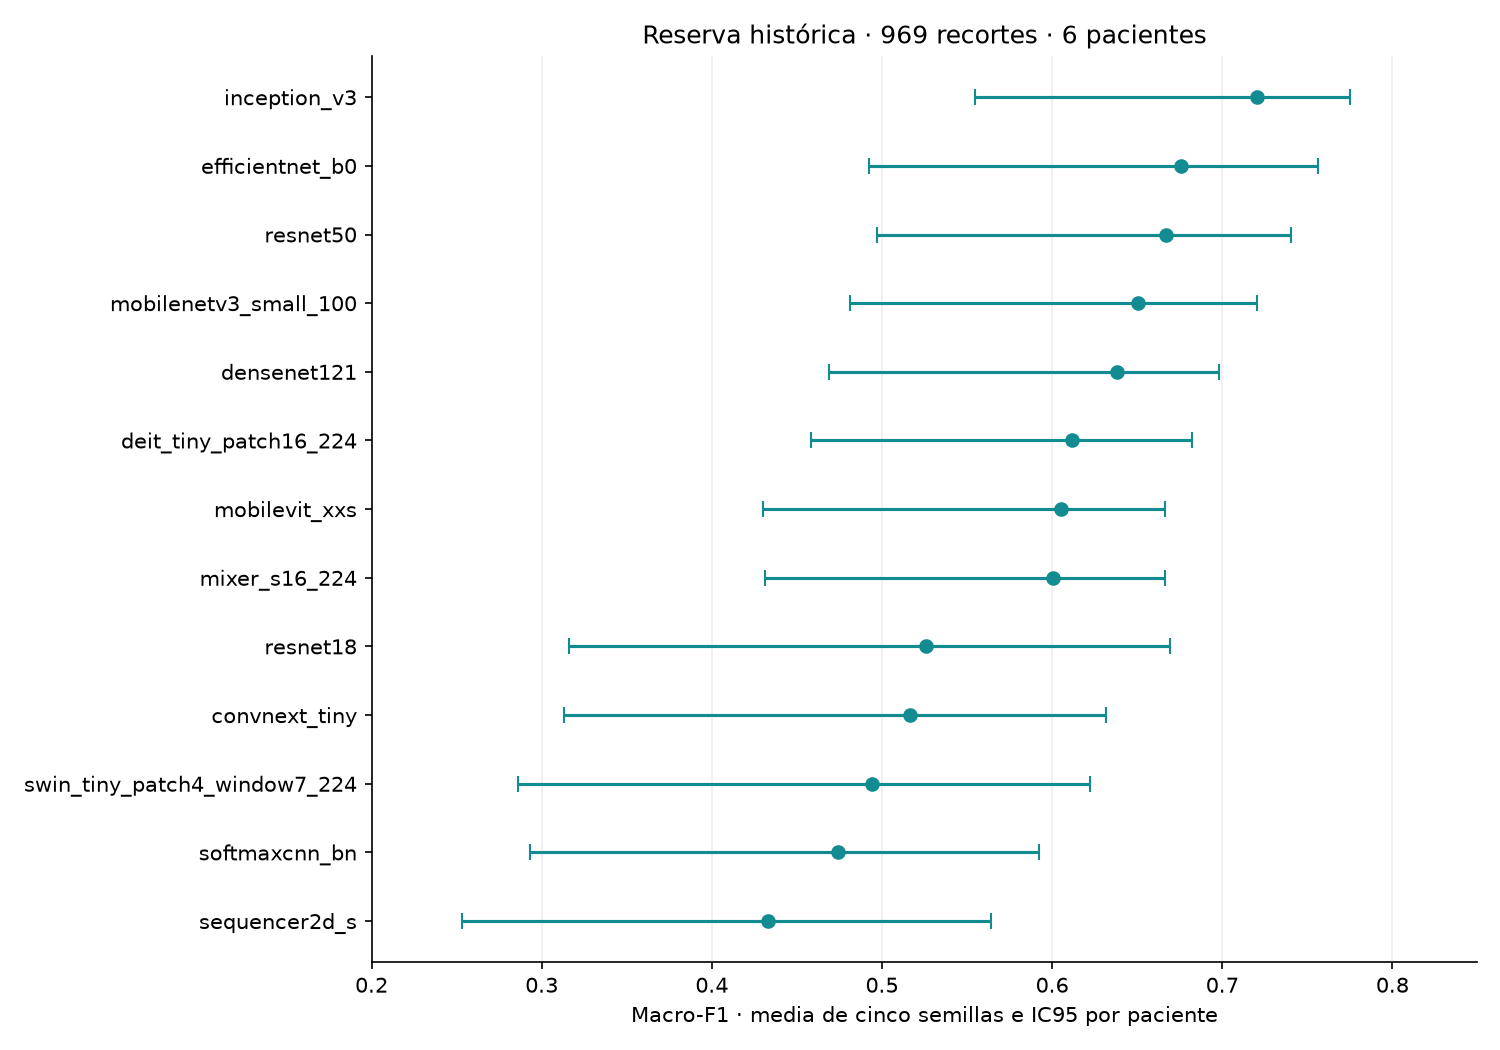 Reserva histórica · 969 recortes · 6 pacientes
inception_v3
efficientnet_b0
resnet50
mobilenetv3_small_100
densenet121
deit_tiny_patch16_224
mobilevit_xxs
mixer_s16_224
resnet18
convnext_tiny
swin_tiny_patch4_window7_224
softmaxcnn_bn
sequencer2d_s
0.2 0.3 0.4 0.5 0.6 0.7 0.8
Macro-F1 · media de cinco semillas e IC95 por paciente